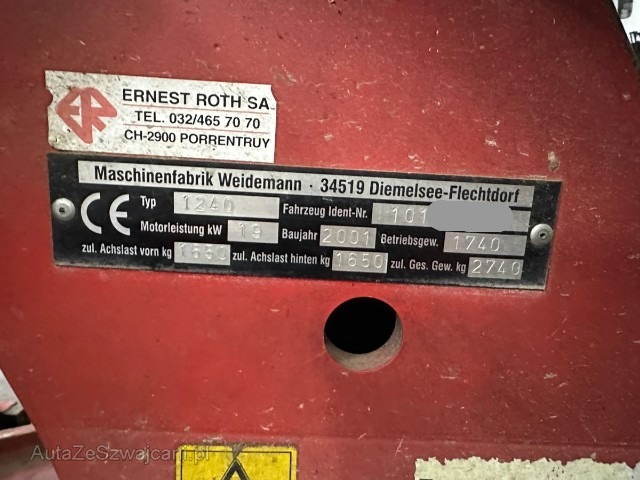 ERNEST ROTH SA
TEL. 032/465 70 70
CH-2900 PORRENTRUY
Maschinenfabrik Weidemann · 34519 Diemelsee-Flechtdorf
CE Typ 1240 Fahrzeug Ident-Nr. 101
Motorleistung kW 19 Baujahr 2001 Betriebsgew. 1740
zul. Achslast vorn kg zul. Achslast hinten kg 1650 zul. Ges. Gew. kg 2740
AutaZeSzwajcarii.pl